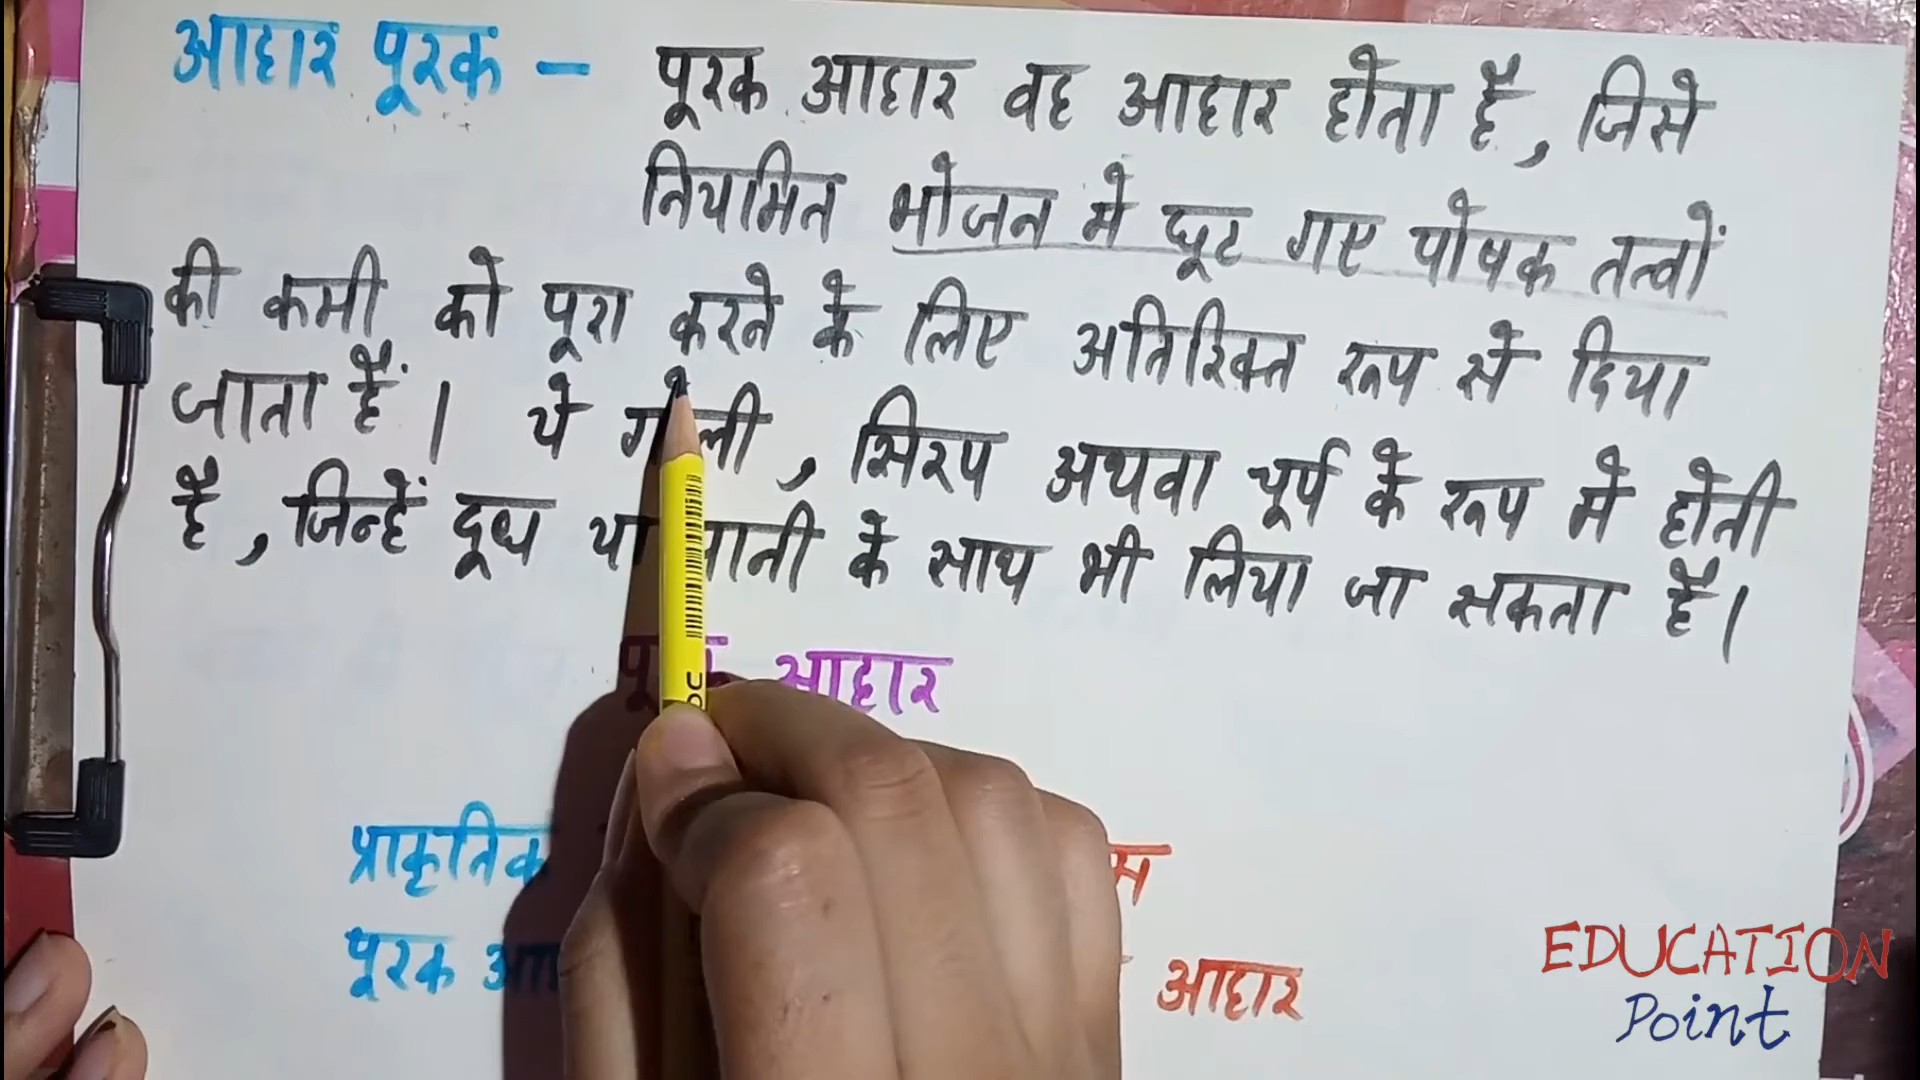 आहार पूरक – पूरक आहार वह आहार होता है, जिसे
नियमित भोजन मे छूट गए पोषक तत्वों
की कमी को पूरा करने के लिए अतिरिक्त रूप से दिया
जाता हैं। ये गोली, सिरप अथवा चूर्ण के रूप मे होती
है, जिन्हें दूध या पानी के साथ भी लिया जा सकता है।
पूरक आहार
प्राकृतिक
पूरक आहार
EDUCATION
Point